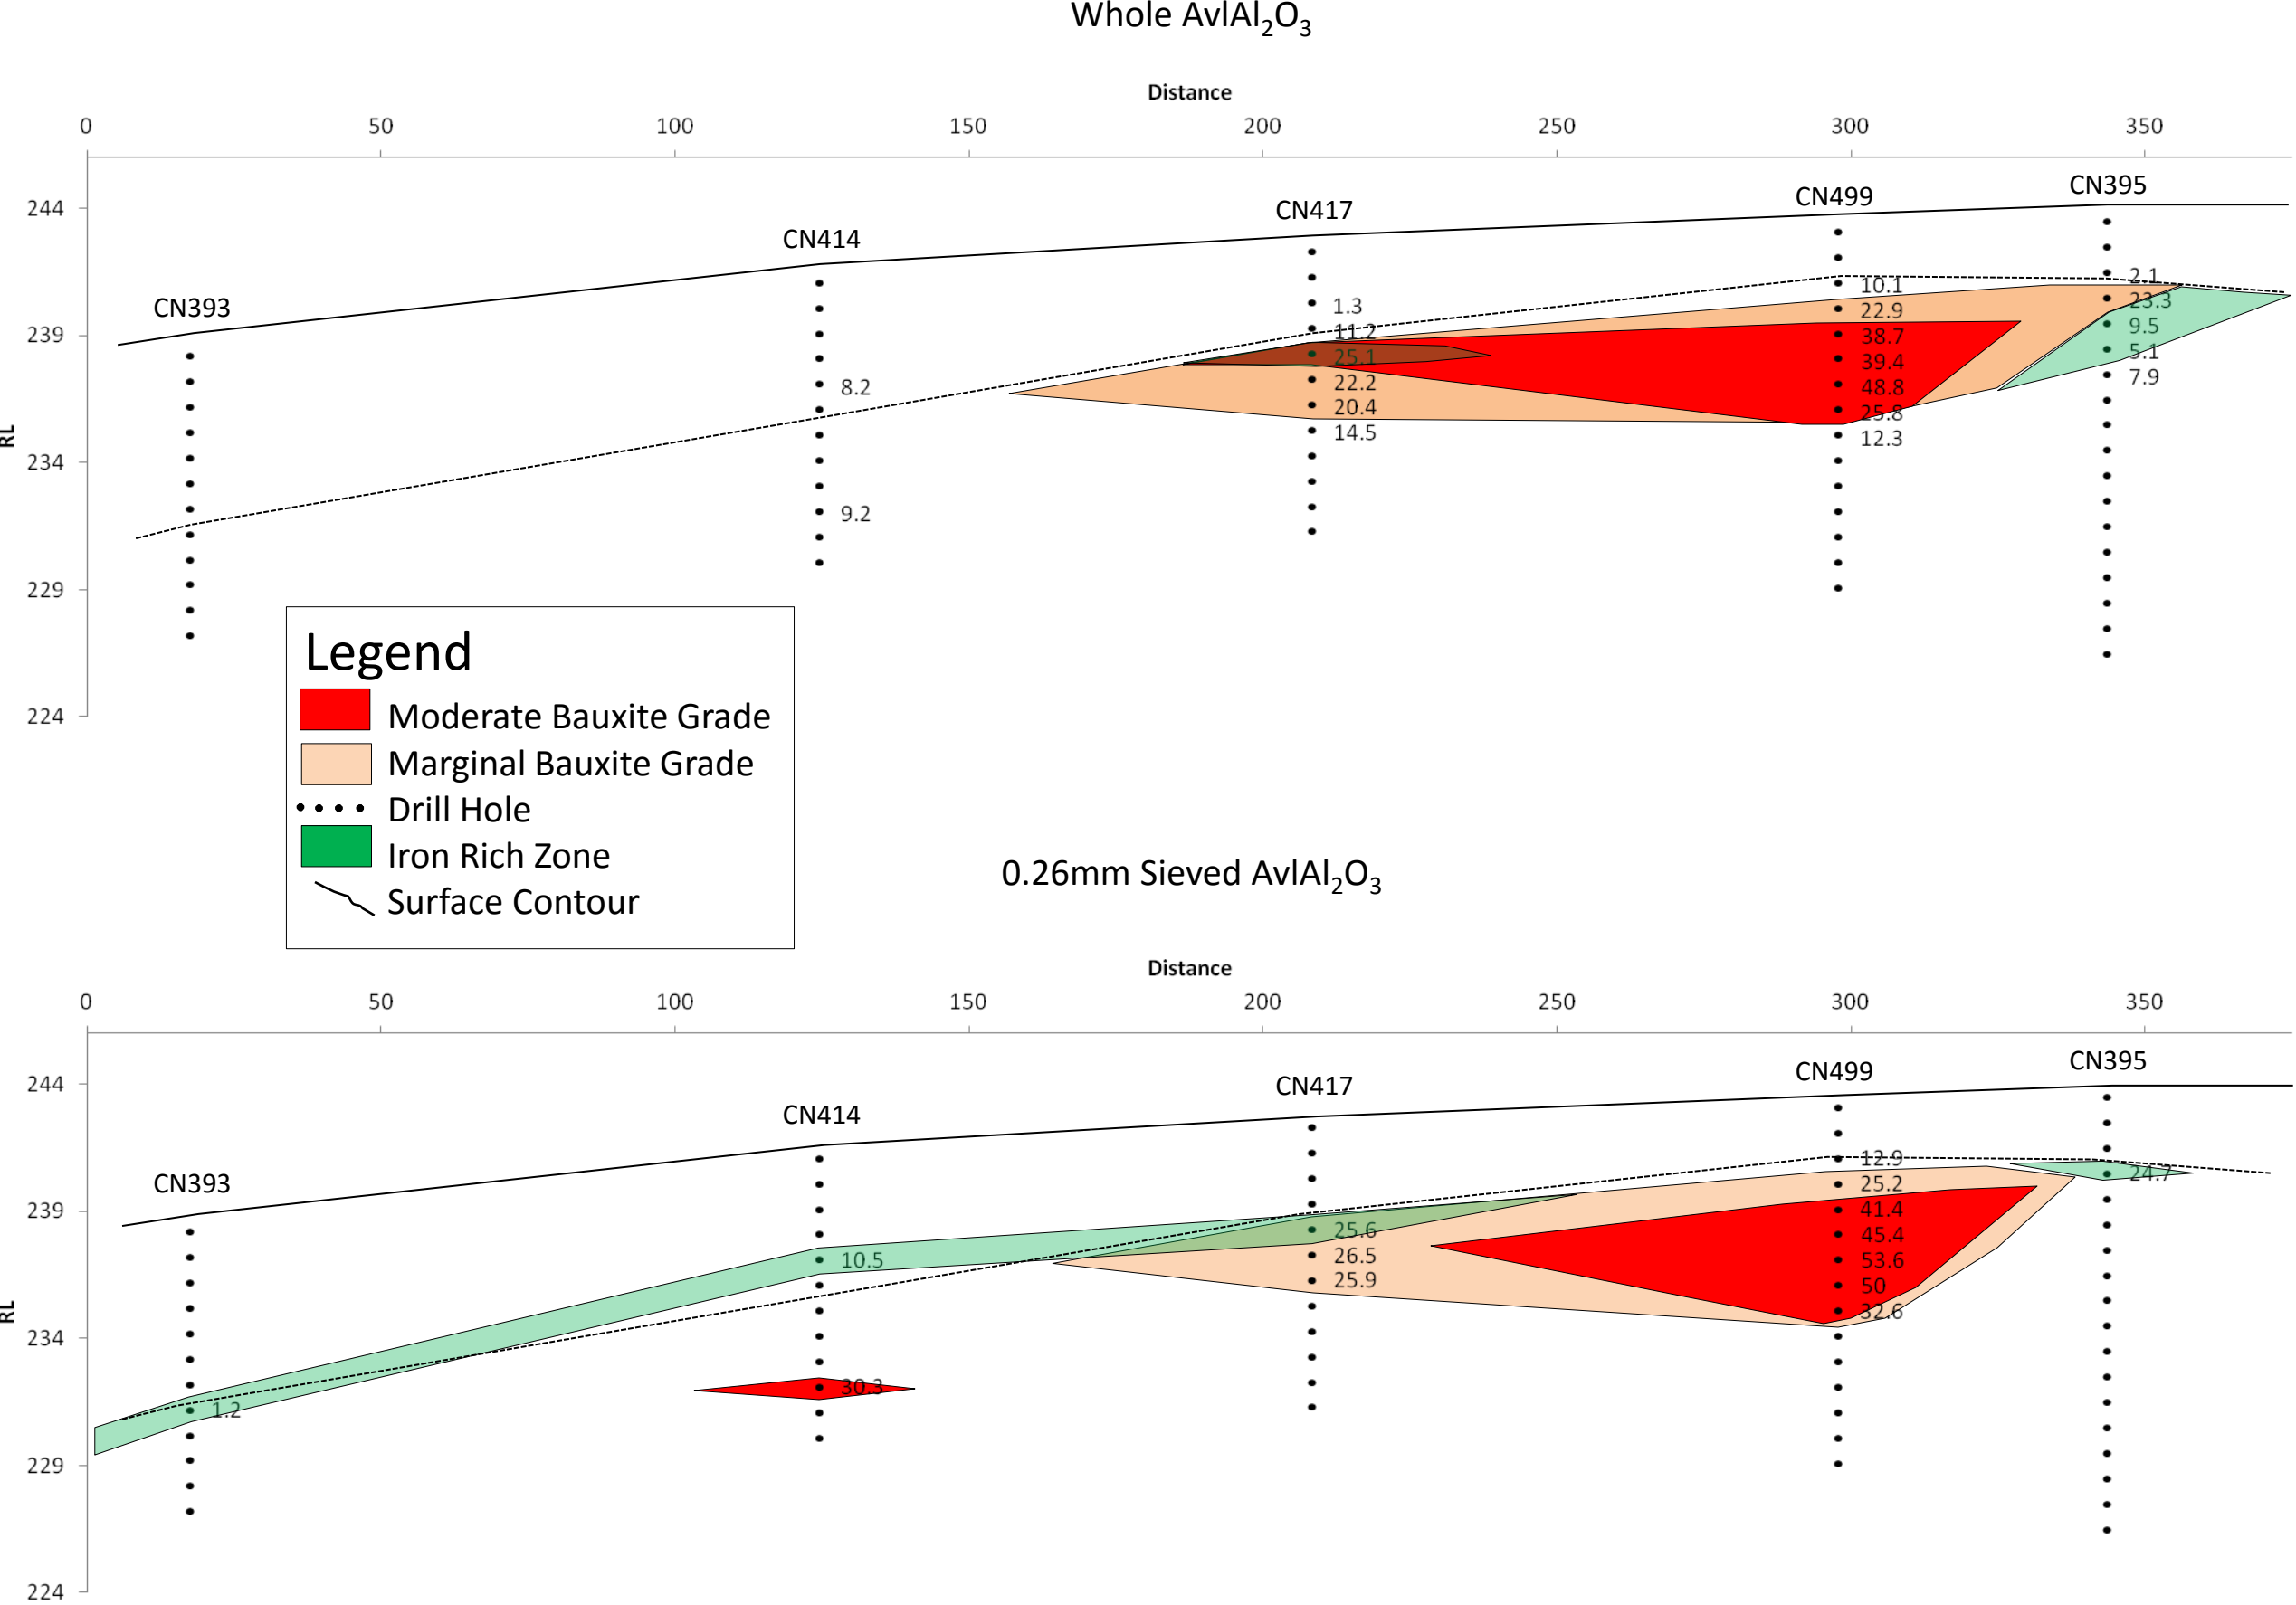 Whole AvlAl₂O₃
Distance
0 50 100 150 200 250 300 350
RL
244
239
234
229
224
CN393
CN414
8.2
9.2
CN417
1.3
11.2
25.1
22.2
20.4
14.5
CN499
10.1
22.9
38.7
39.4
48.8
25.8
12.3
CN395
2.1
23.3
9.5
5.1
7.9
Legend
Moderate Bauxite Grade
Marginal Bauxite Grade
Drill Hole
Iron Rich Zone
Surface Contour
0.26mm Sieved AvlAl₂O₃
Distance
0 50 100 150 200 250 300 350
RL
244
239
234
229
224
CN393
1.2
CN414
10.5
30.3
CN417
25.6
26.5
25.9
CN499
12.9
25.2
41.4
45.4
53.6
50
32.6
CN395
24.7